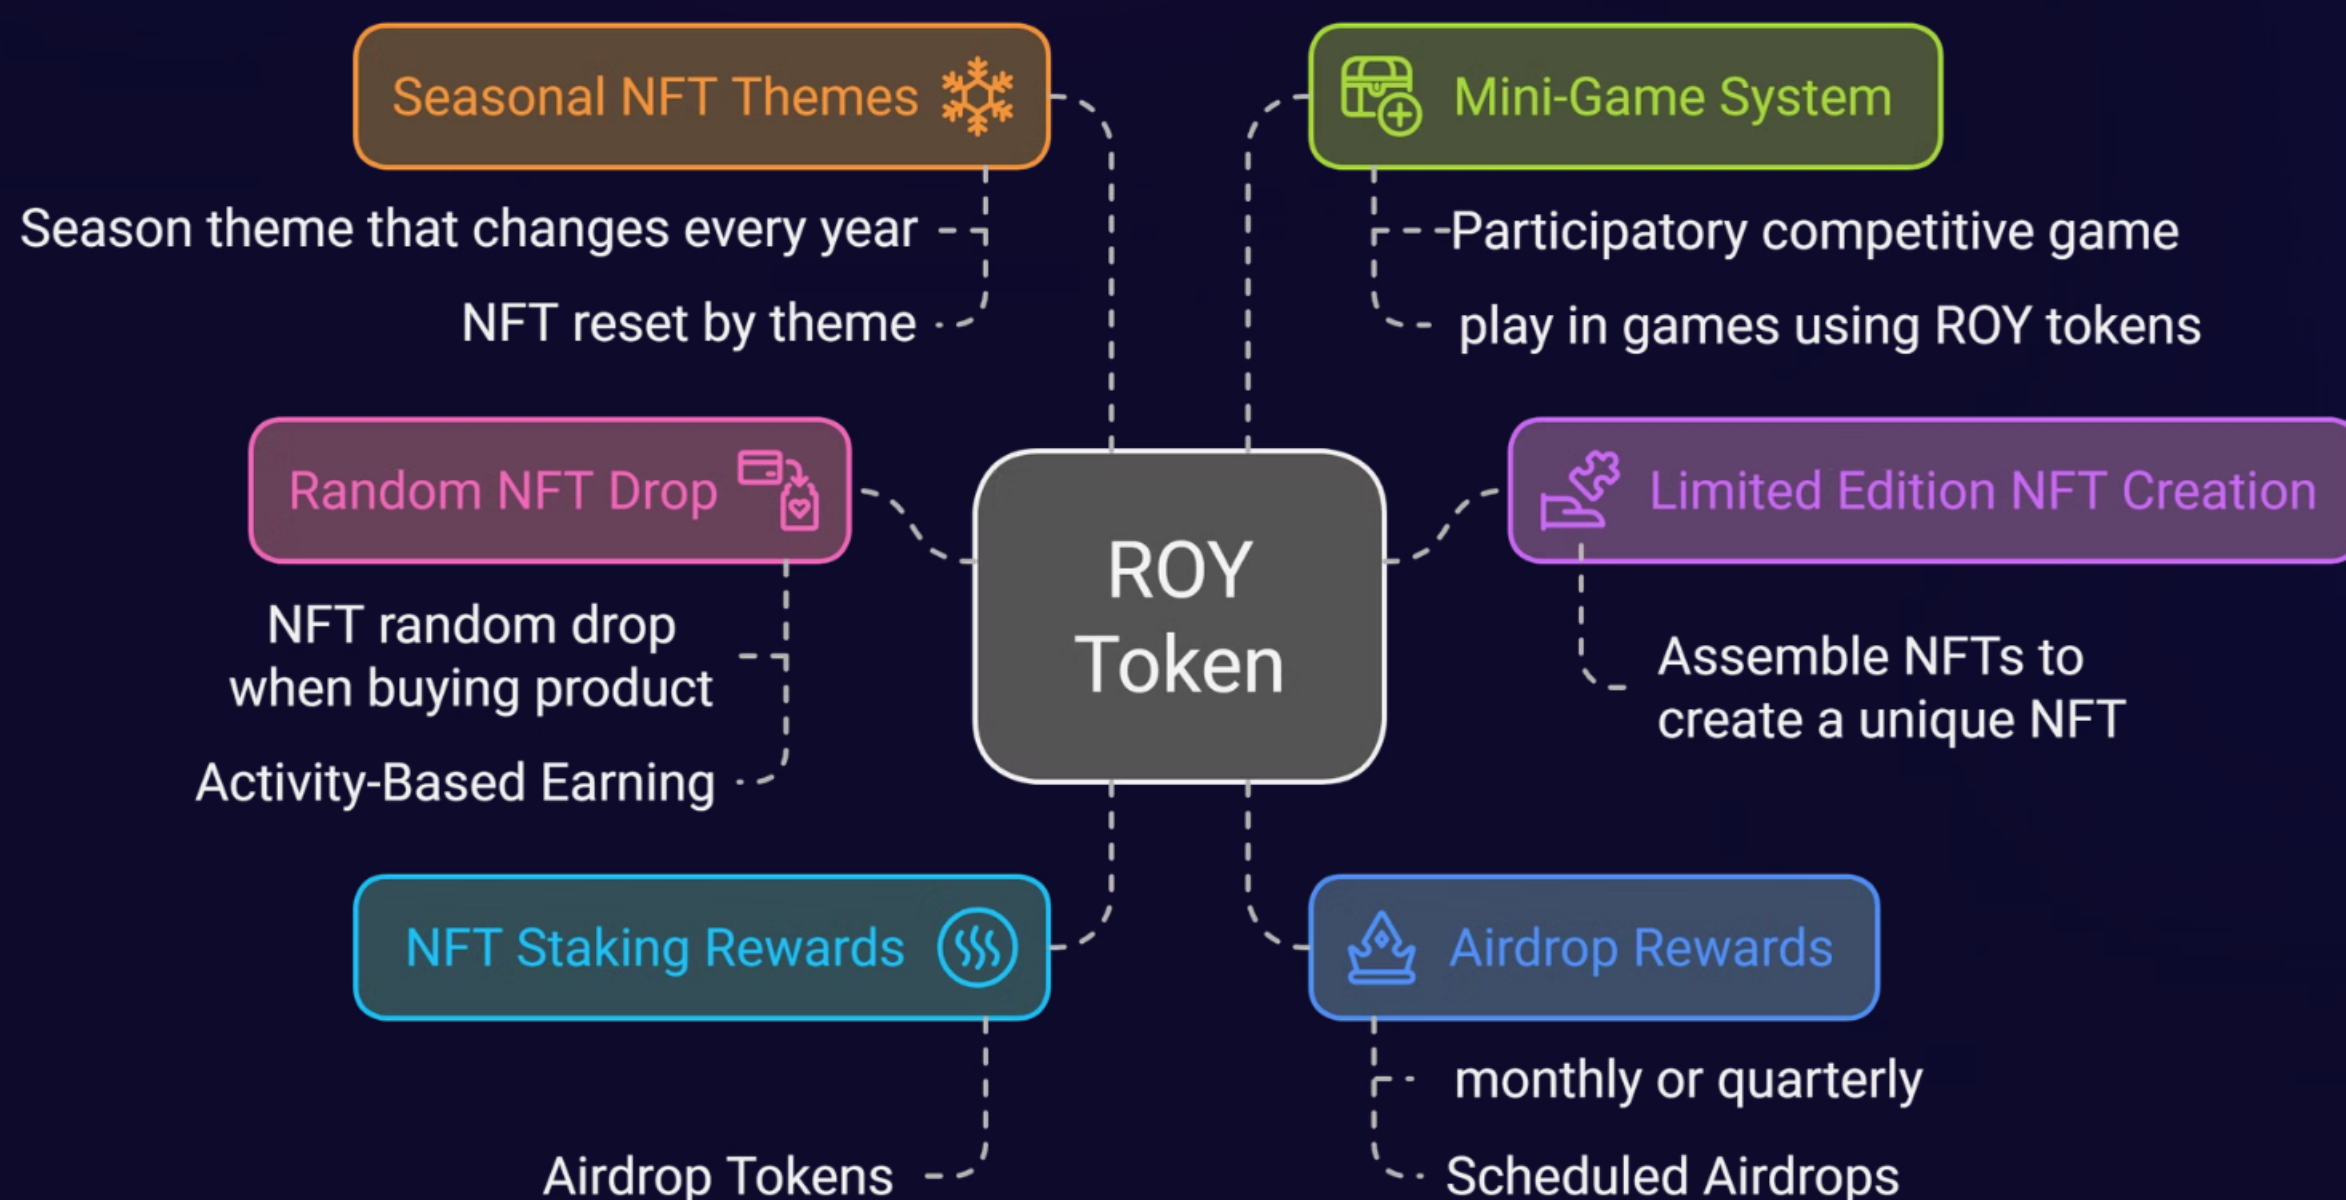 Seasonal NFT Themes
Season theme that changes every year
NFT reset by theme
Mini-Game System
Participatory competitive game
play in games using ROY tokens
Random NFT Drop
NFT random drop
when buying product
Activity-Based Earning
ROY
Token
Limited Edition NFT Creation
Assemble NFTs to
create a unique NFT
NFT Staking Rewards
Airdrop Tokens
Airdrop Rewards
monthly or quarterly
Scheduled Airdrops